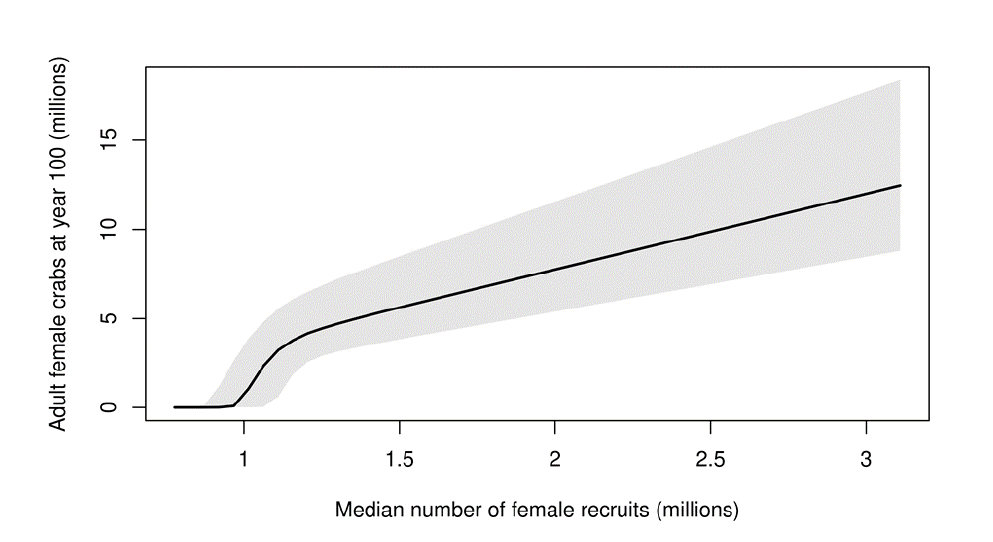 Adult female crabs at year 100 (millions)
15
10
5
0
1 1.5 2 2.5 3
Median number of female recruits (millions)